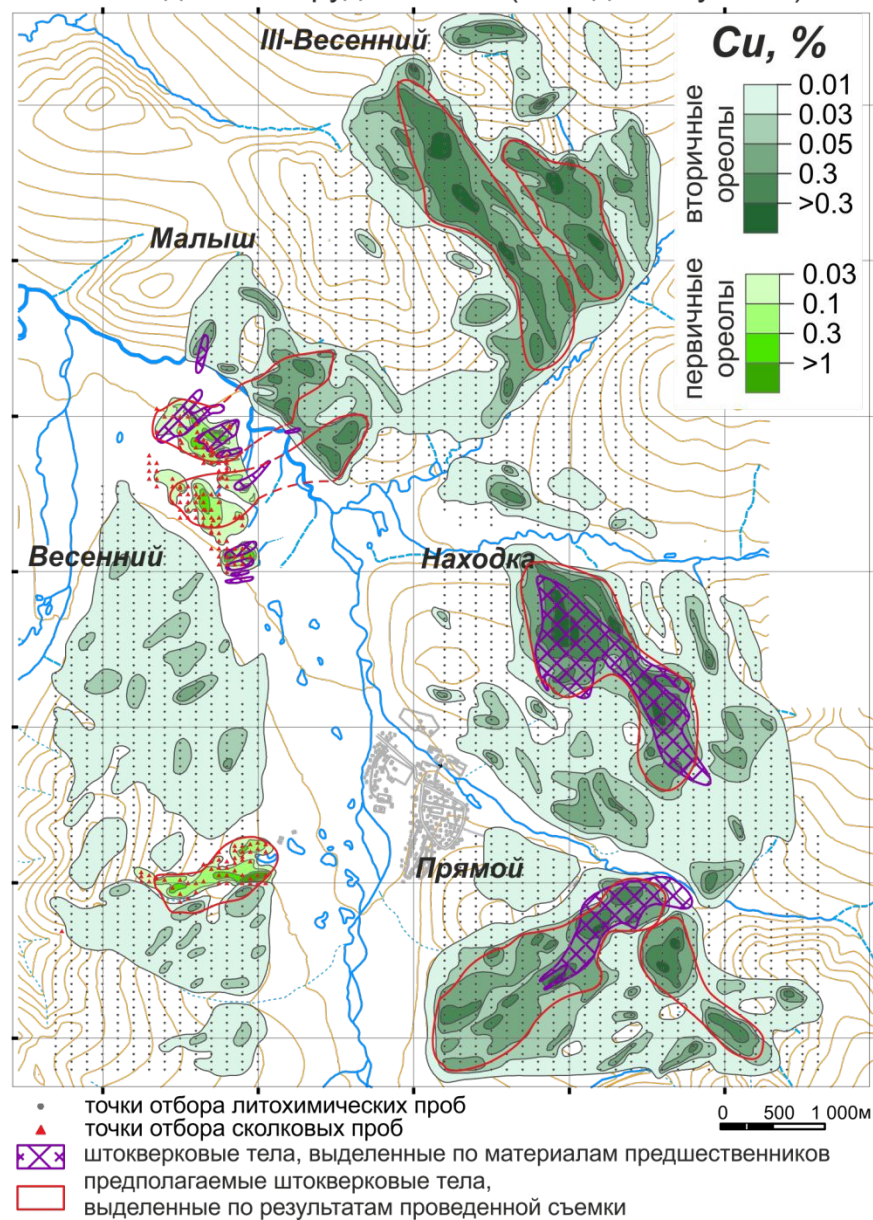 III-Весенний
Cu, %
вторичные
ореолы
0.01
0.03
0.05
0.3
>0.3
первичные
ореолы
0.03
0.1
0.3
>1
Малыш
Весенний
Находка
Прямой
точки отбора литохимических проб
точки отбора сколковых проб
0 500 1 000м
штокверковые тела, выделенные по материалам предшественников
предполагаемые штокверковые тела,
выделенные по результатам проведенной съемки